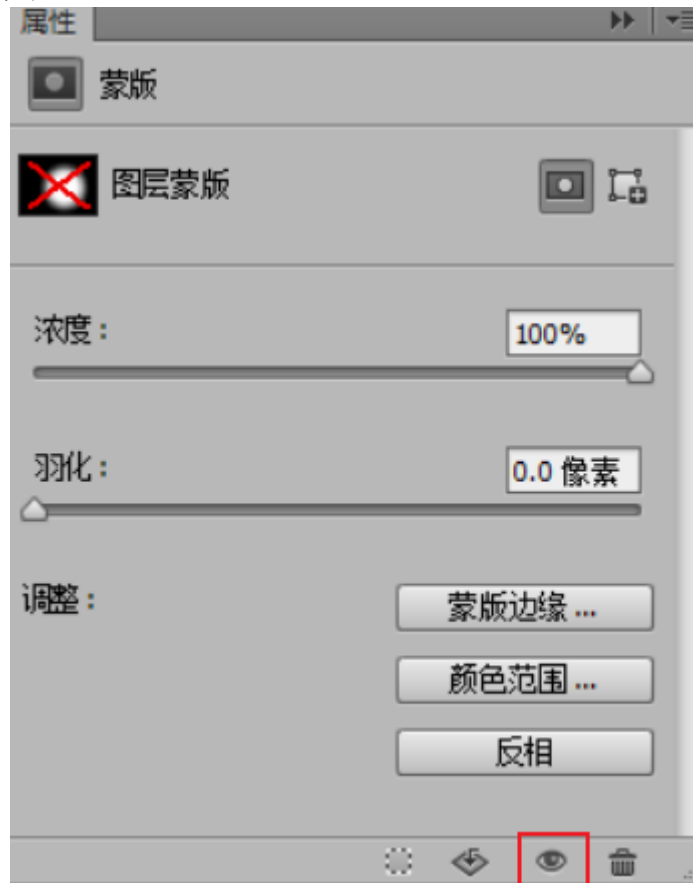 属性
蒙版
图层蒙版
浓度：
100%
羽化：
0.0 像素
调整：
蒙版边缘 ...
颜色范围 ...
反相